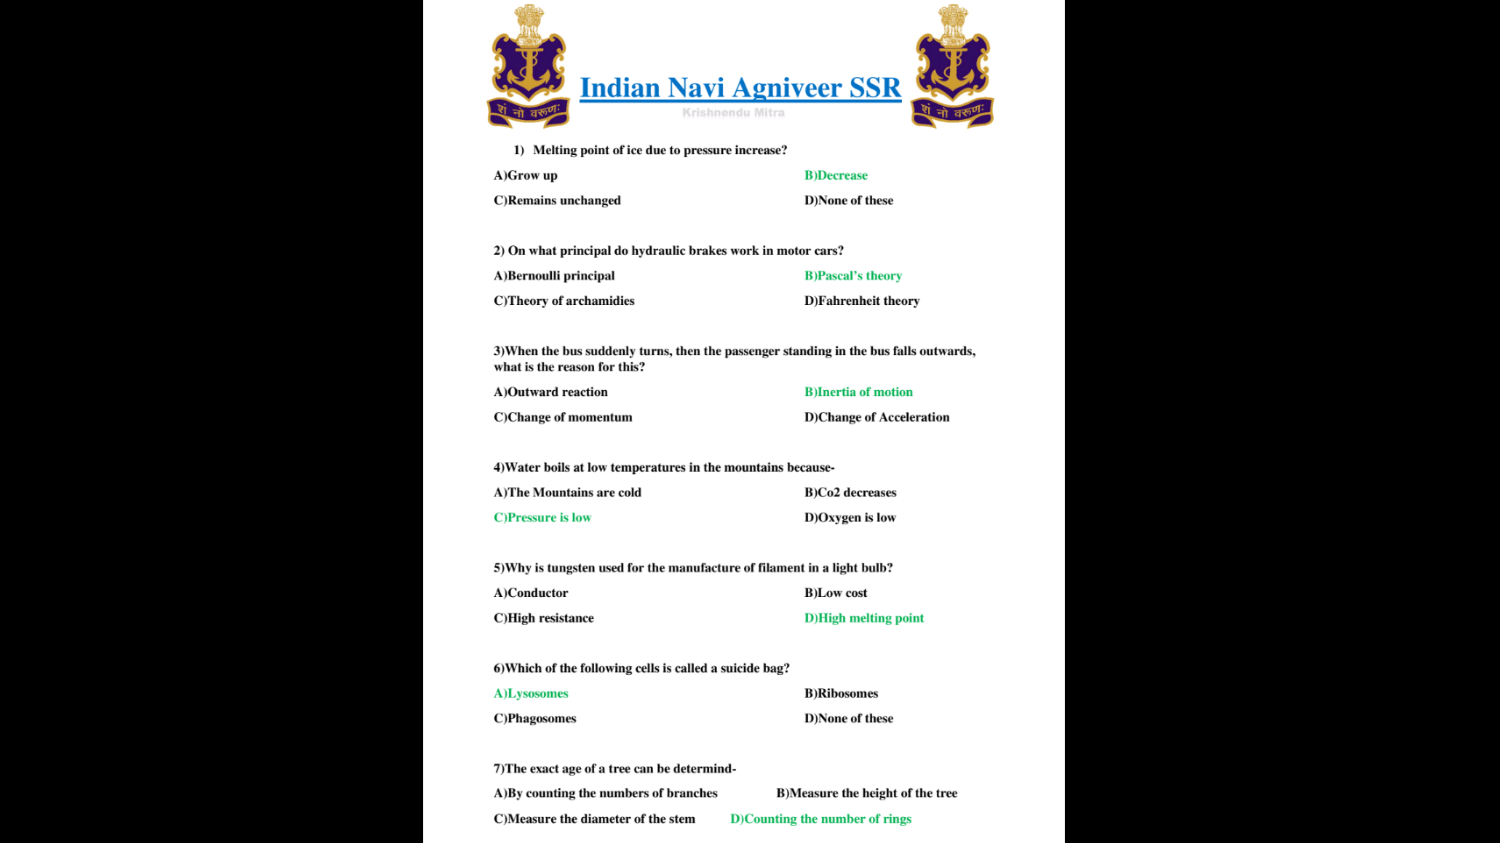 Indian Navi Agniveer SSR
Krishnendu Mitra
शं नो वरूणः शं नो वरूणः
1) Melting point of ice due to pressure increase?
A)Grow up B)Decrease
C)Remains unchanged D)None of these
2) On what principal do hydraulic brakes work in motor cars?
A)Bernoulli principal B)Pascal’s theory
C)Theory of archamidies D)Fahrenheit theory
3)When the bus suddenly turns, then the passenger standing in the bus falls outwards,
what is the reason for this?
A)Outward reaction B)Inertia of motion
C)Change of momentum D)Change of Acceleration
4)Water boils at low temperatures in the mountains because-
A)The Mountains are cold B)Co2 decreases
C)Pressure is low D)Oxygen is low
5)Why is tungsten used for the manufacture of filament in a light bulb?
A)Conductor B)Low cost
C)High resistance D)High melting point
6)Which of the following cells is called a suicide bag?
A)Lysosomes B)Ribosomes
C)Phagosomes D)None of these
7)The exact age of a tree can be determind-
A)By counting the numbers of branches B)Measure the height of the tree
C)Measure the diameter of the stem D)Counting the number of rings